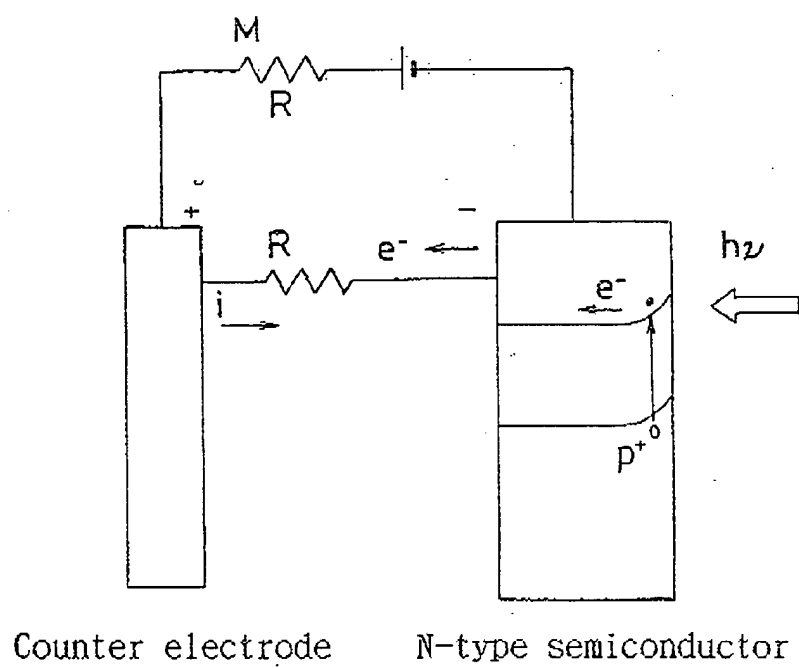 M
R
+
−
R
e⁻
hν
i
e⁻
p⁺
Counter electrode
N-type semiconductor